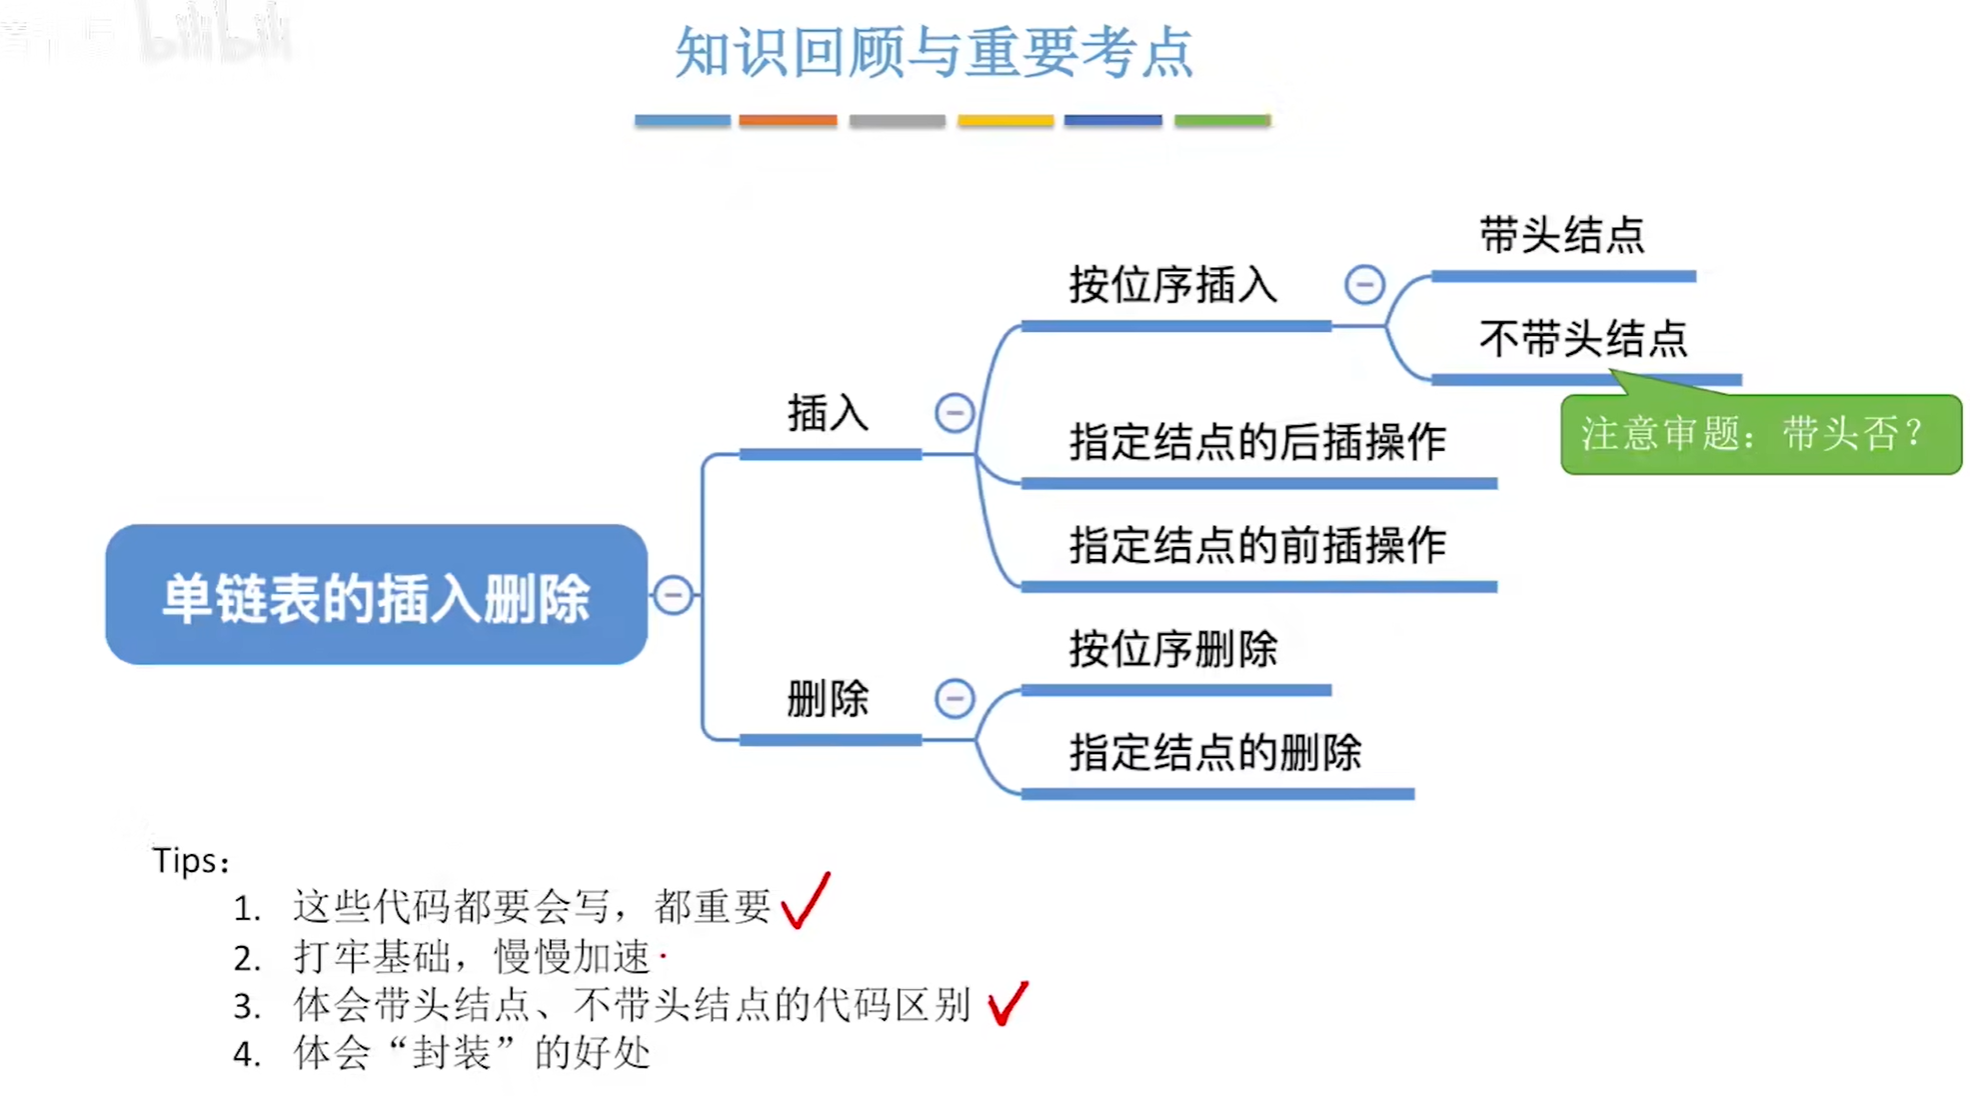 bilibili
知识回顾与重要考点
单链表的插入删除
插入
按位序插入
带头结点
不带头结点
注意审题：带头否？
指定结点的后插操作
指定结点的前插操作
删除
按位序删除
指定结点的删除
Tips：
1. 这些代码都要会写，都重要
2. 打牢基础，慢慢加速
3. 体会带头结点、不带头结点的代码区别
4. 体会“封装”的好处